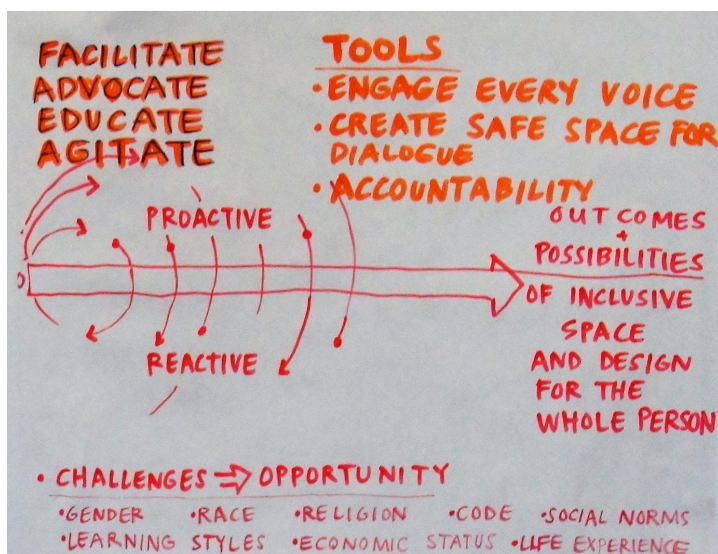 FACILITATE
ADVOCATE
EDUCATE
AGITATE
TOOLS
• ENGAGE EVERY VOICE
• CREATE SAFE SPACE FOR
DIALOGUE
• ACCOUNTABILITY
PROACTIVE
REACTIVE
OUTCOMES
+
POSSIBILITIES
OF INCLUSIVE
SPACE
AND DESIGN
FOR THE
WHOLE PERSON
• CHALLENGES ⇒ OPPORTUNITY
• GENDER • RACE • RELIGION • CODE • SOCIAL NORMS
• LEARNING STYLES • ECONOMIC STATUS • LIFE EXPERIENCE